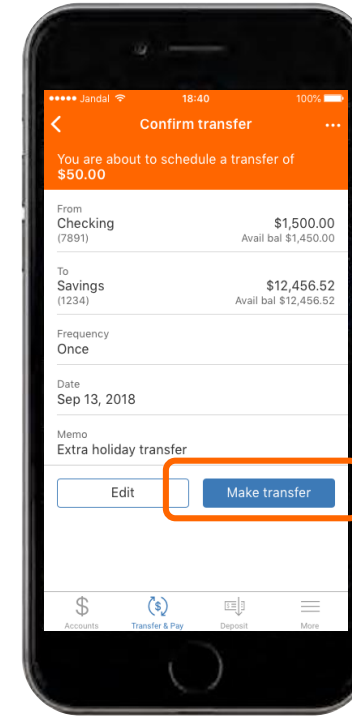 Jandal 18:40 100%
Confirm transfer
You are about to schedule a transfer of
$50.00
From
Checking $1,500.00
(7891) Avail bal $1,450.00
To
Savings $12,456.52
(1234) Avail bal $12,456.52
Frequency
Once
Date
Sep 13, 2018
Memo
Extra holiday transfer
Edit Make transfer
Accounts Transfer & Pay Deposit More